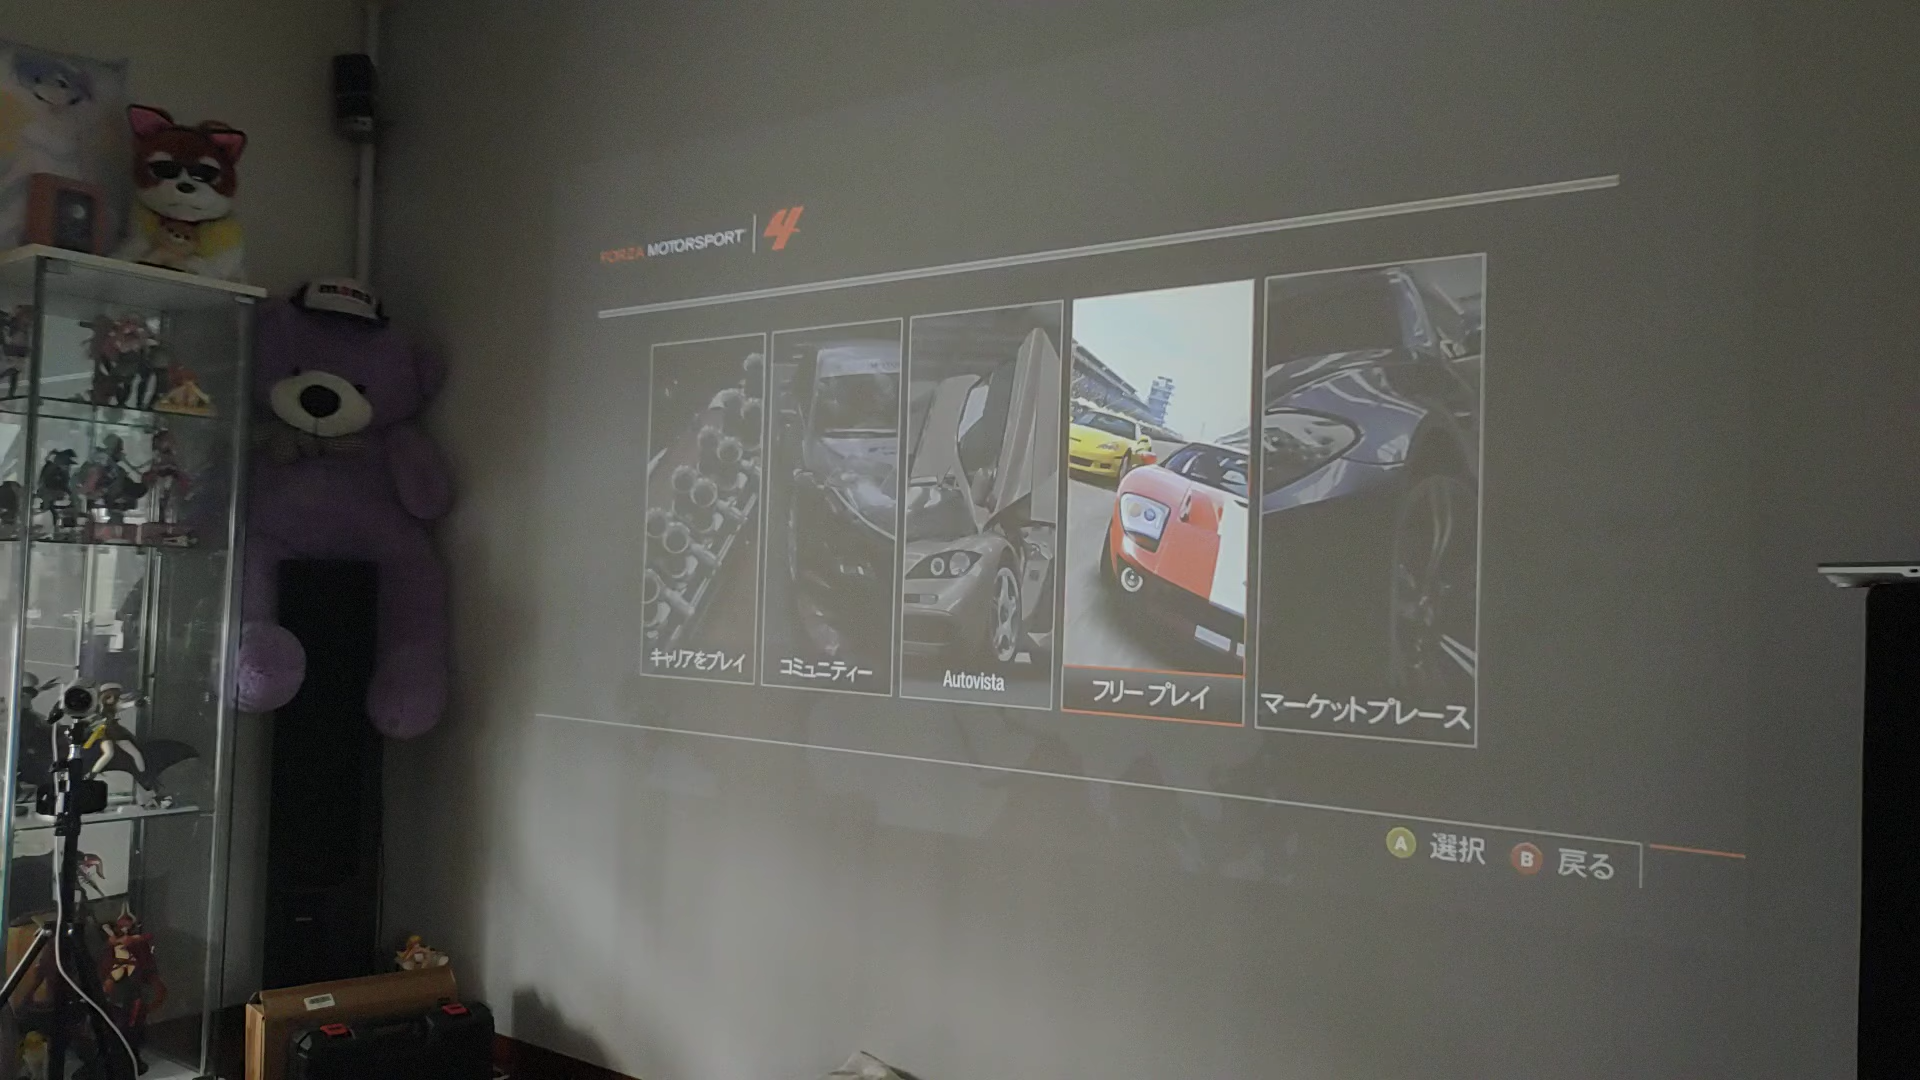 FORZA MOTORSPORT 4
キャリアをプレイ
コミュニティー
Autovista
フリー プレイ
マーケットプレース
A 選択 B 戻る